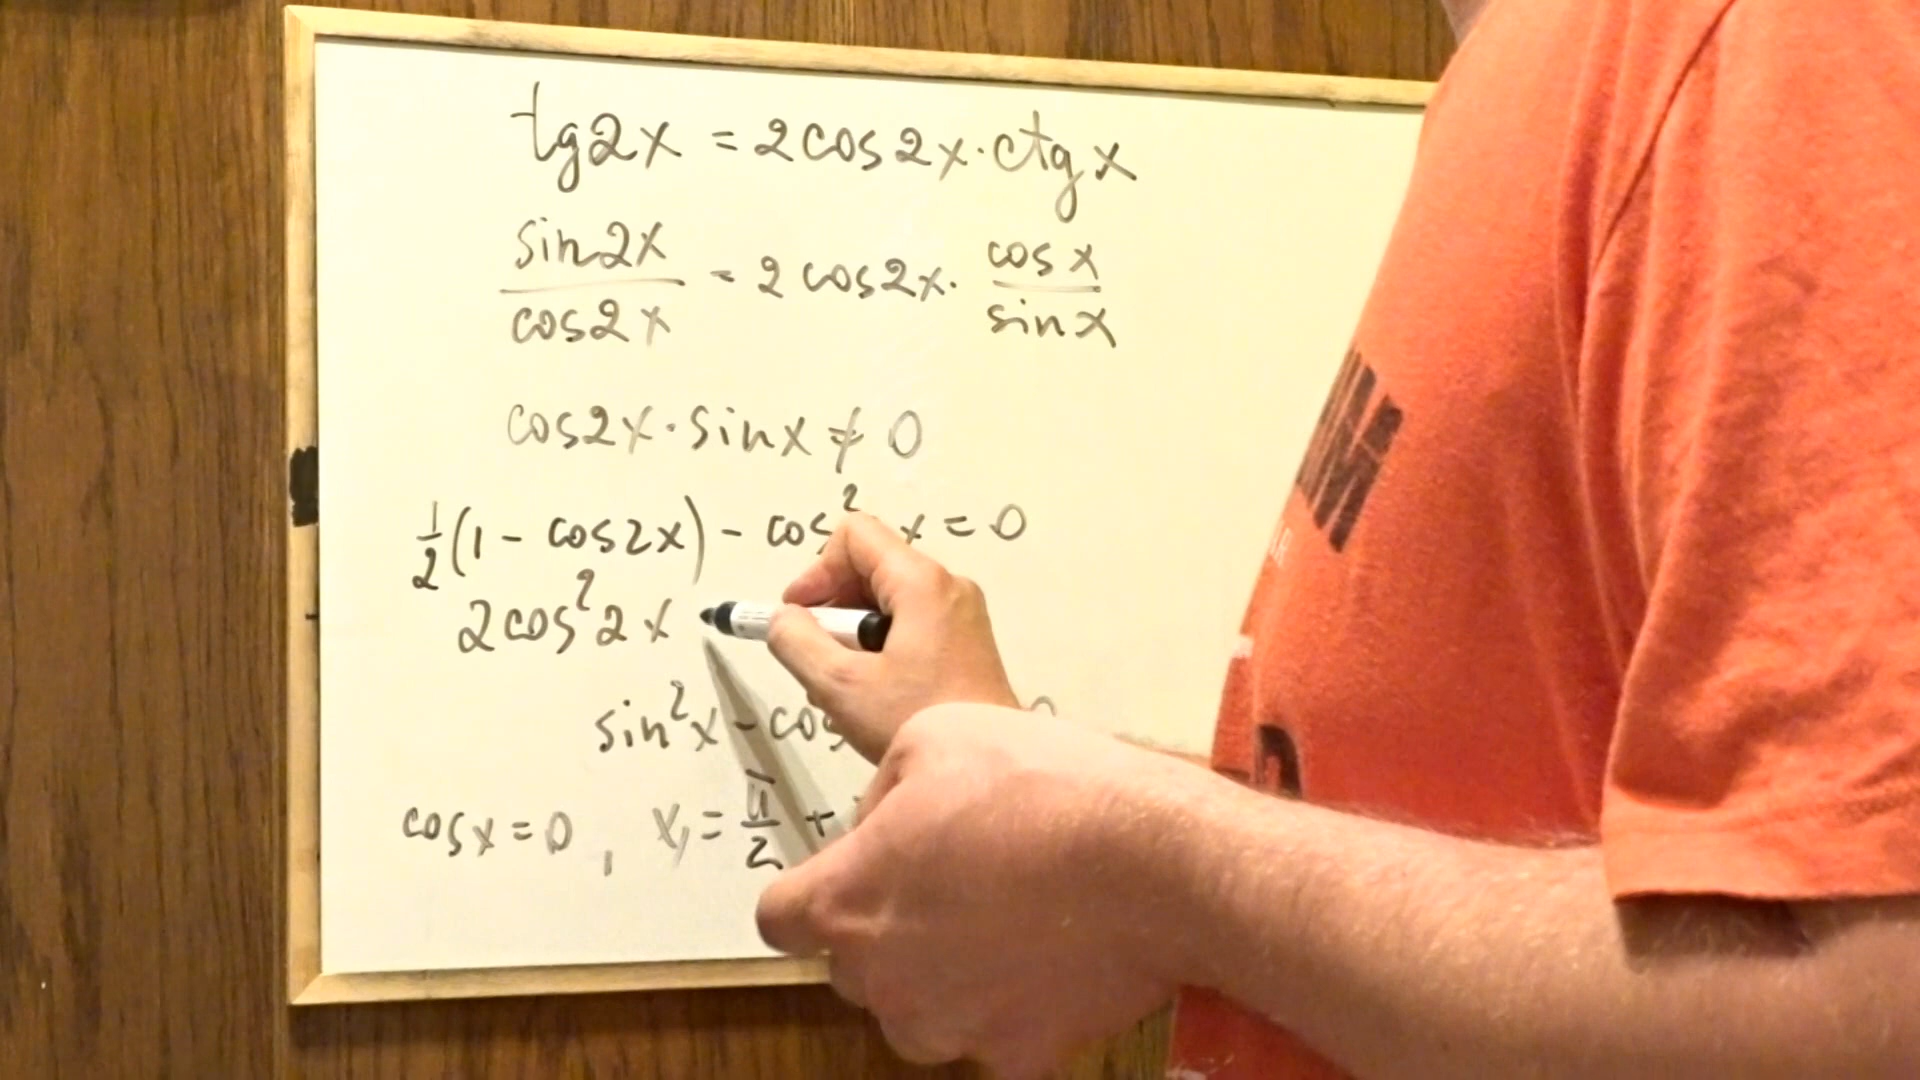 tg2x = 2cos2x·ctgx
sin2x/cos2x = 2cos2x·cosx/sinx
cos2x·sinx ≠ 0
1/2(1 - cos2x) - cos² x = 0
2cos²2x
sin²x - cos
cosx = 0, x₁ = π/2 +